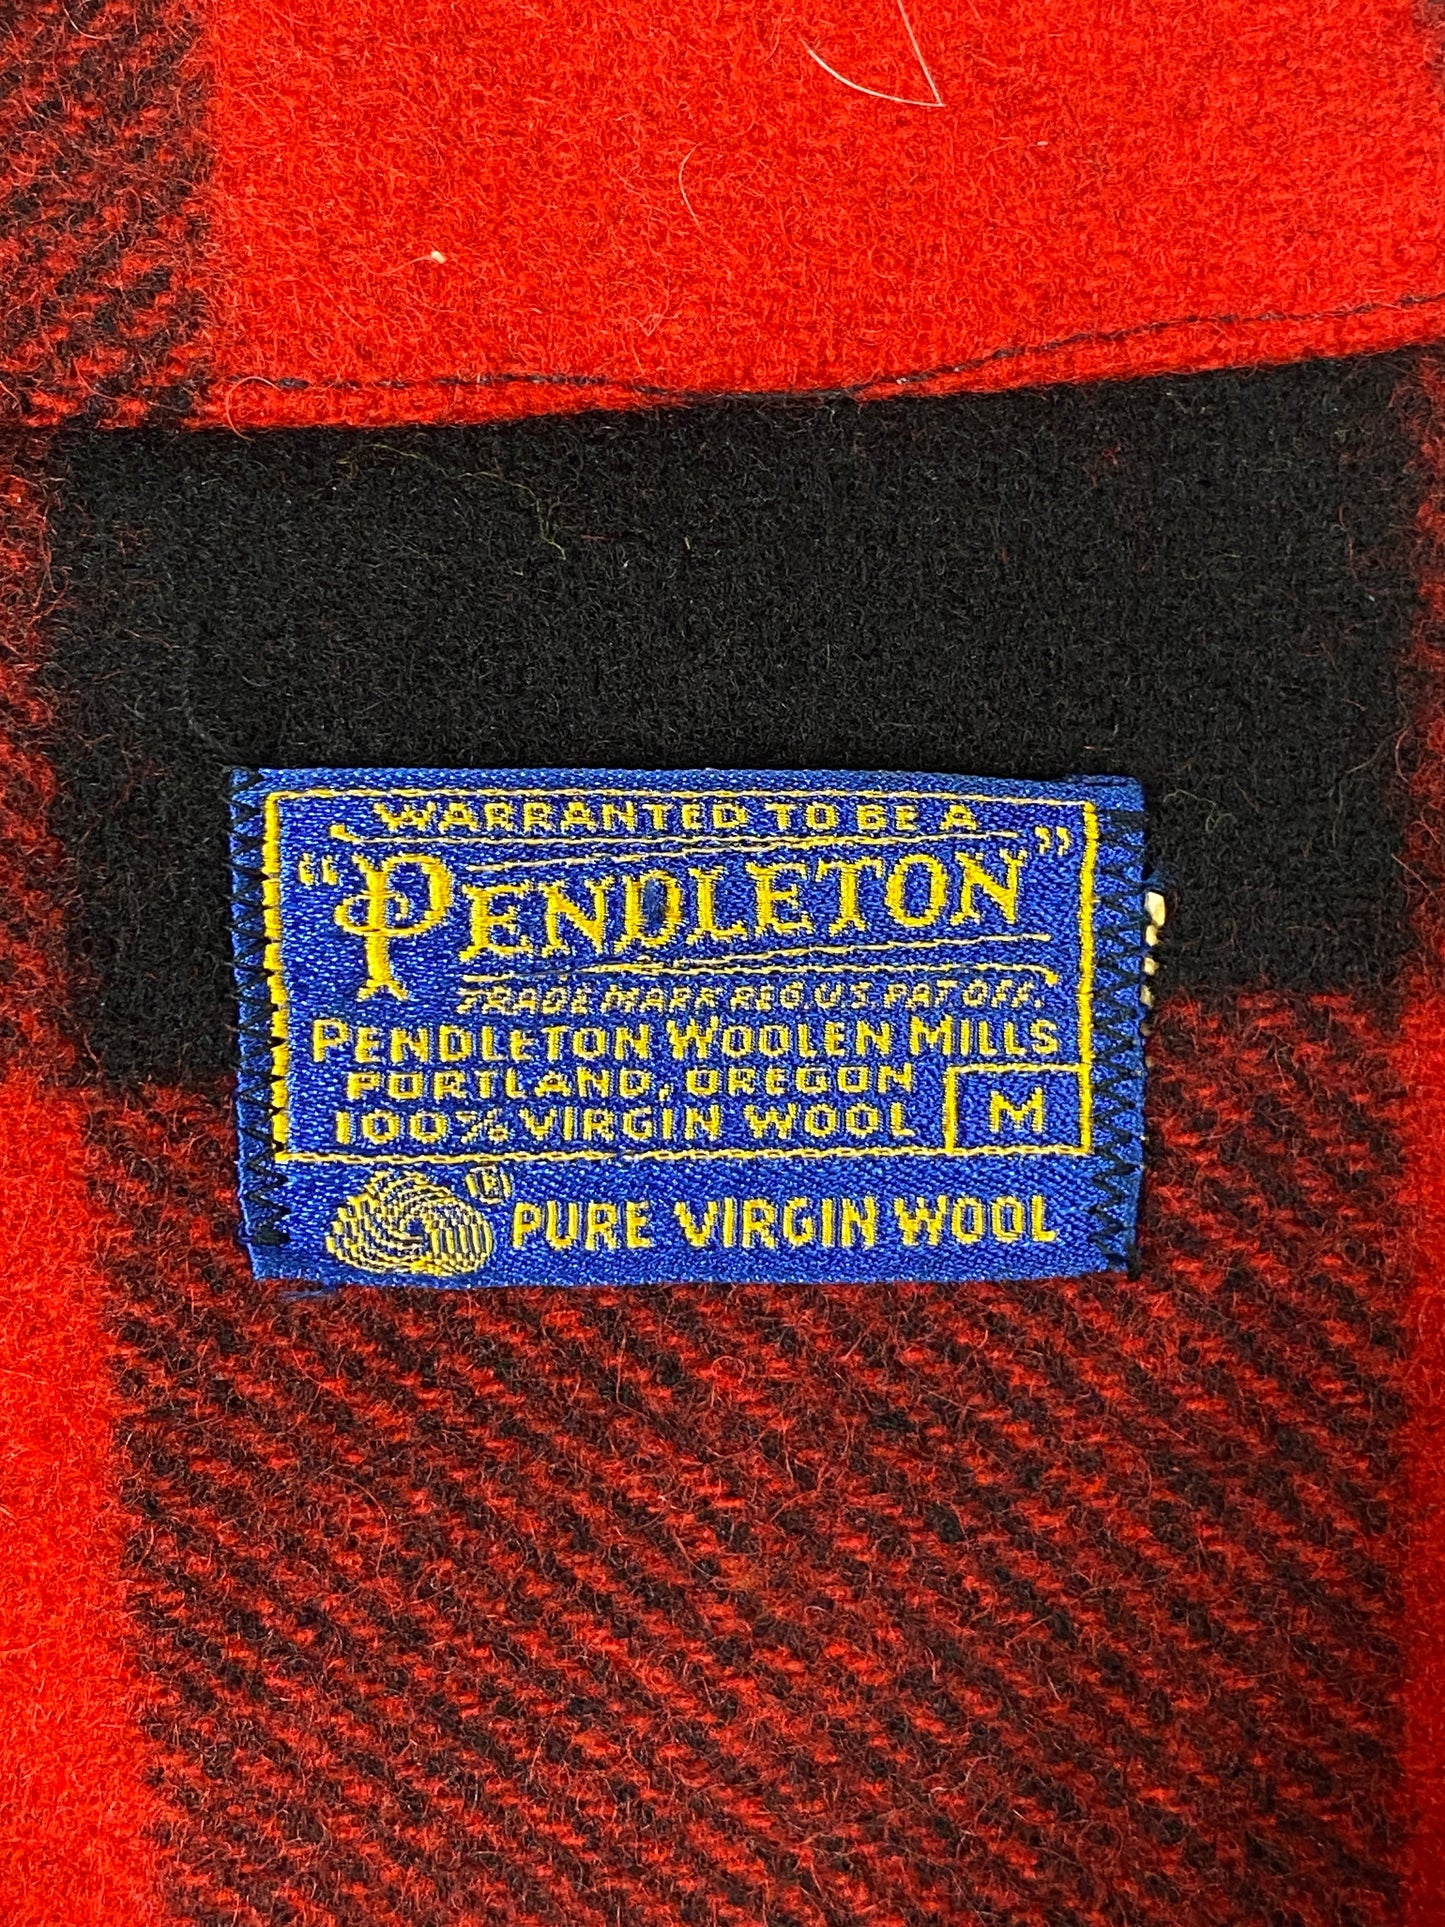 WARRANTED TO BE A
"PENDLETON"
TRADE MARK REG. U.S. PAT OFF.
PENDLETON WOOLEN MILLS
PORTLAND, OREGON
100% VIRGIN WOOL M
® PURE VIRGIN WOOL